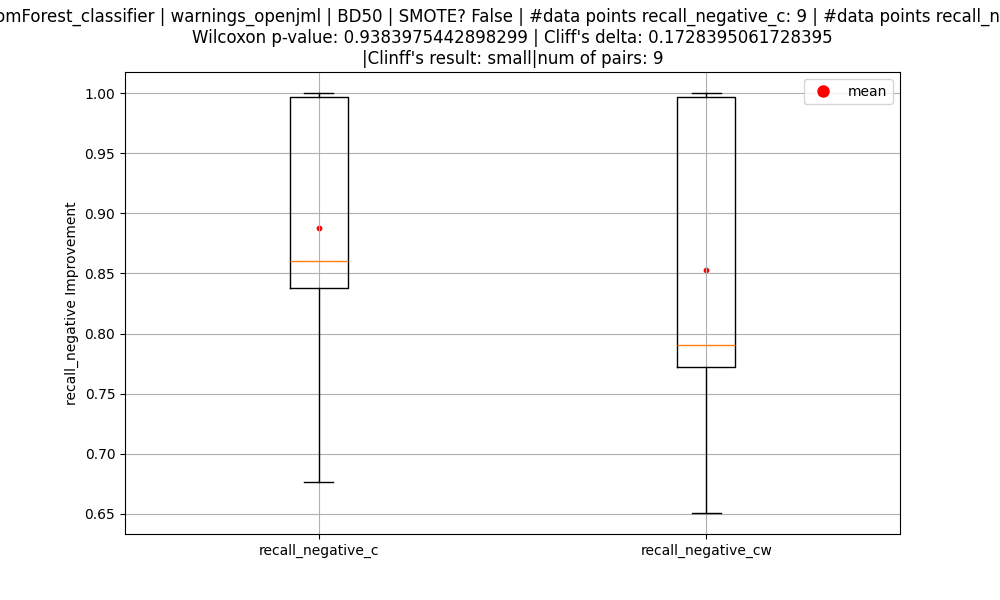 omForest_classifier | warnings_openjml | BD50 | SMOTE? False | #data points recall_negative_c: 9 | #data points recall_n
Wilcoxon p-value: 0.9383975442898299 | Cliff's delta: 0.1728395061728395
|Clinff's result: small|num of pairs: 9
mean
1.00
0.95
0.90
0.85
0.80
0.75
0.70
0.65
recall_negative Improvement
recall_negative_c
recall_negative_cw